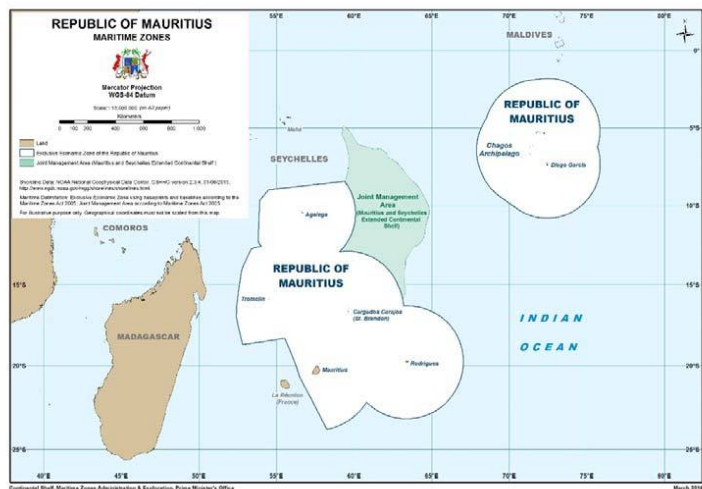 REPUBLIC OF MAURITIUS
MARITIME ZONES
Mercator Projection
WGS-84 Datum
Kilometers
0 100 200 400 600 800 1,000
Land
Exclusive Economic Zone of the Republic of Mauritius
Joint Management Area (Mauritius and Seychelles Extended Continental Shelf)
For illustrative purpose only. Geographical coordinates must not be scaled from this map.
55°E
60°E
65°E
70°E
75°E
80°E
MALDIVES
0°
REPUBLIC OF
MAURITIUS
Chagos
Archipelago
Diego Garcia
5°S
5°S
Mahe
SEYCHELLES
Joint Management
Area
(Mauritius and Seychelles
Extended Continental
Shelf)
Agalega
10°S
COMOROS
REPUBLIC OF
MAURITIUS
15°S
15°S
Tromelin
Cargados Carajos
(St. Brandon)
INDIAN
OCEAN
MADAGASCAR
Rodrigues
Mauritius
La Réunion
(France)
20°S
20°S
25°S
25°S
40°E
45°E
50°E
55°E
60°E
65°E
70°E
75°E
80°E
Continental Shelf, Maritime Zones Administration & Exploration, Prime Minister's Office